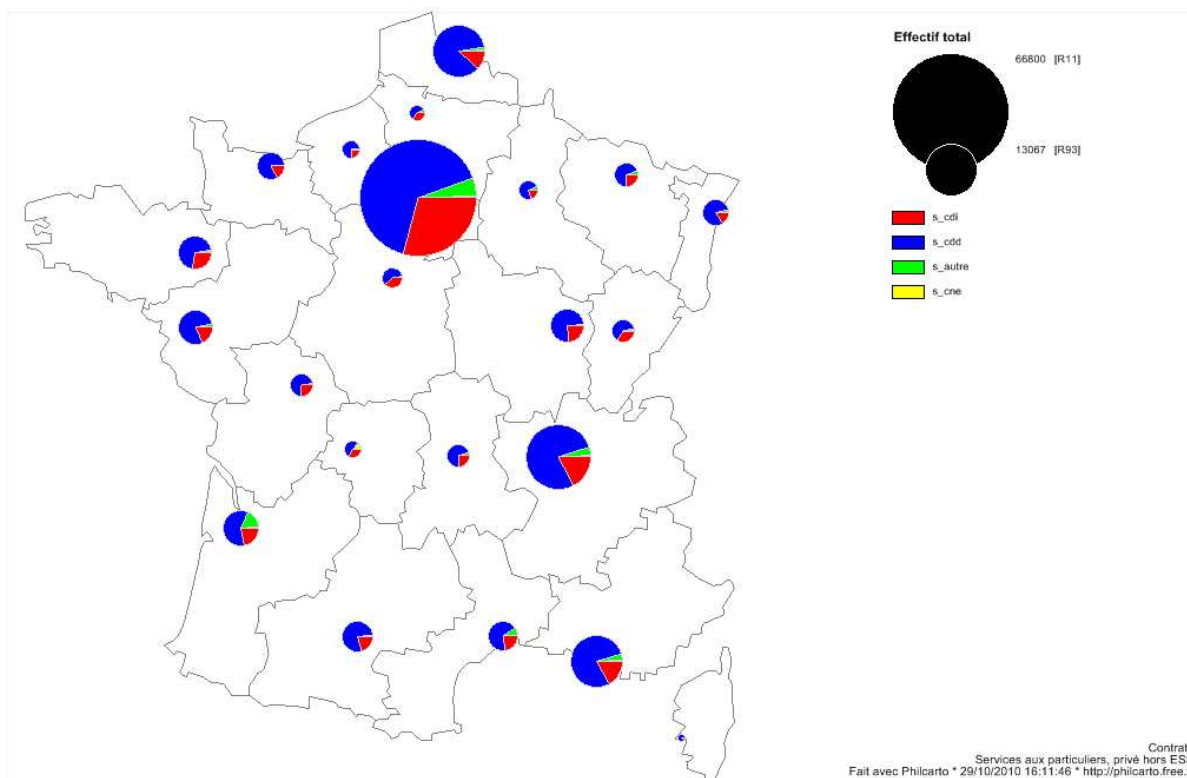 Effectif total
66800 [R11]
13067 [R93]
s_cdi
s_cdd
s_autre
s_cne
Contrat
Services aux particuliers, privé hors ES
Fait avec Philcarto * 29/10/2010 16:11:46 * http://philcarto.free.